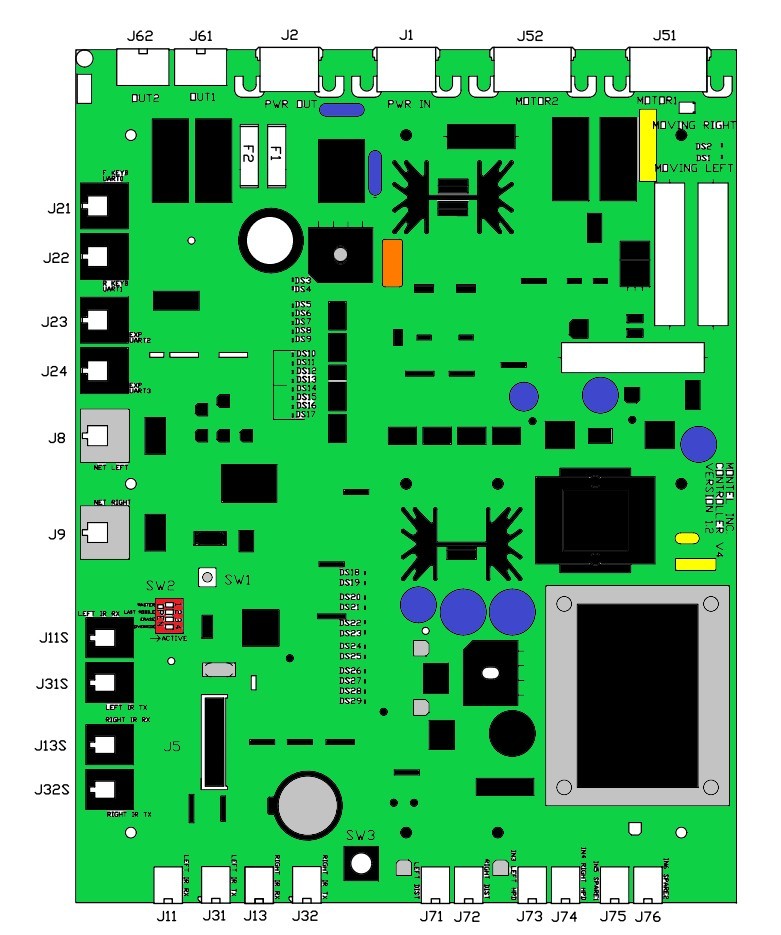 J62
J61
J2
J1
J52
J51
OUT2
OUT1
PWR OUT
PWR IN
MOTOR2
MOTOR1
MOVING RIGHT
DS2
DS1
MOVING LEFT
F2
F1
F KEYB
UART0
J21
J22
R KEYB
UART1
DS3
DS4
DS5
DS6
DS7
DS8
DS9
J23
EXP
UART2
DS10
DS11
DS12
DS13
DS14
DS15
DS16
DS17
J24
EXP
UART3
J8
NET LEFT
MONTEL INC
CONTROLLER V4
VERSION 1.2
NET RIGHT
J9
SW1
SW2
MASTER
LAST MIDDLE
ERASE
→ACTIVE
DS18
DS19
DS20
DS21
DS22
DS23
DS24
DS25
DS26
DS27
DS28
DS29
LEFT IR RX
J11S
J31S
LEFT IR TX
RIGHT IR RX
J13S
J5
J32S
RIGHT IR TX
SW3
LEFT IR RX
LEFT IR TX
RIGHT IR RX
RIGHT IR TX
LEFT DIST
RIGHT DIST
IN3 LEFT HPD
IN4 RIGHT HPD
IN5 SPARE1
IN6 SPARE2
J11
J31
J13
J32
J71
J72
J73
J74
J75
J76